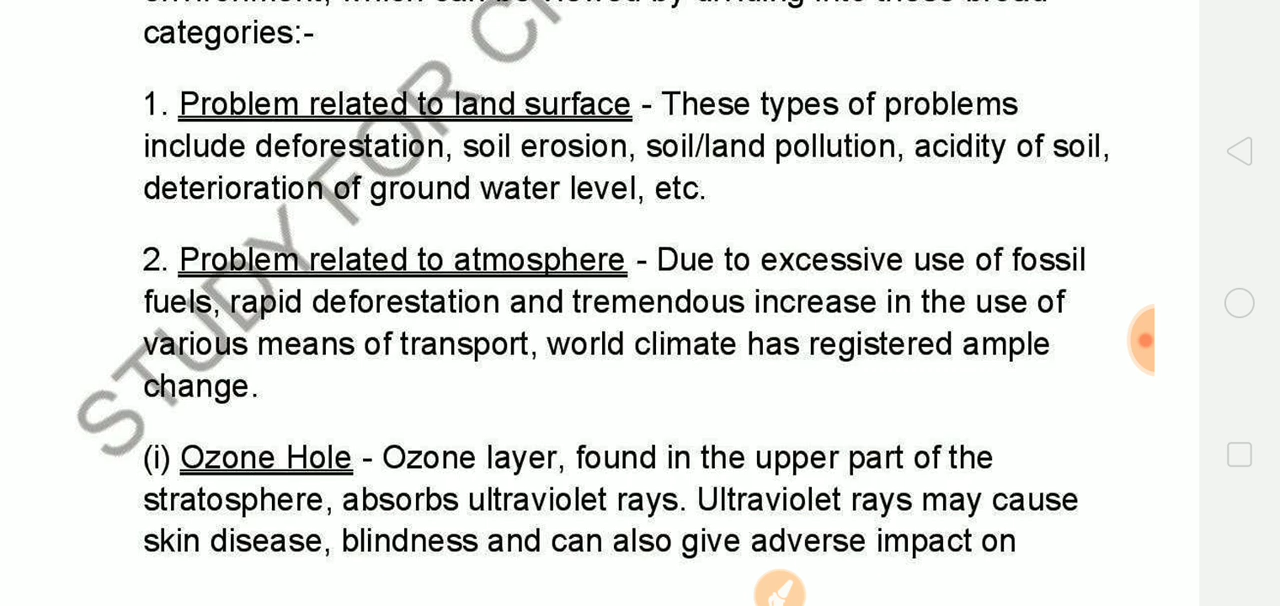 categories:-
1. Problem related to land surface - These types of problems
include deforestation, soil erosion, soil/land pollution, acidity of soil,
deterioration of ground water level, etc.
2. Problem related to atmosphere - Due to excessive use of fossil
fuels, rapid deforestation and tremendous increase in the use of
various means of transport, world climate has registered ample
change.
(i) Ozone Hole - Ozone layer, found in the upper part of the
stratosphere, absorbs ultraviolet rays. Ultraviolet rays may cause
skin disease, blindness and can also give adverse impact on
STUDY FOR